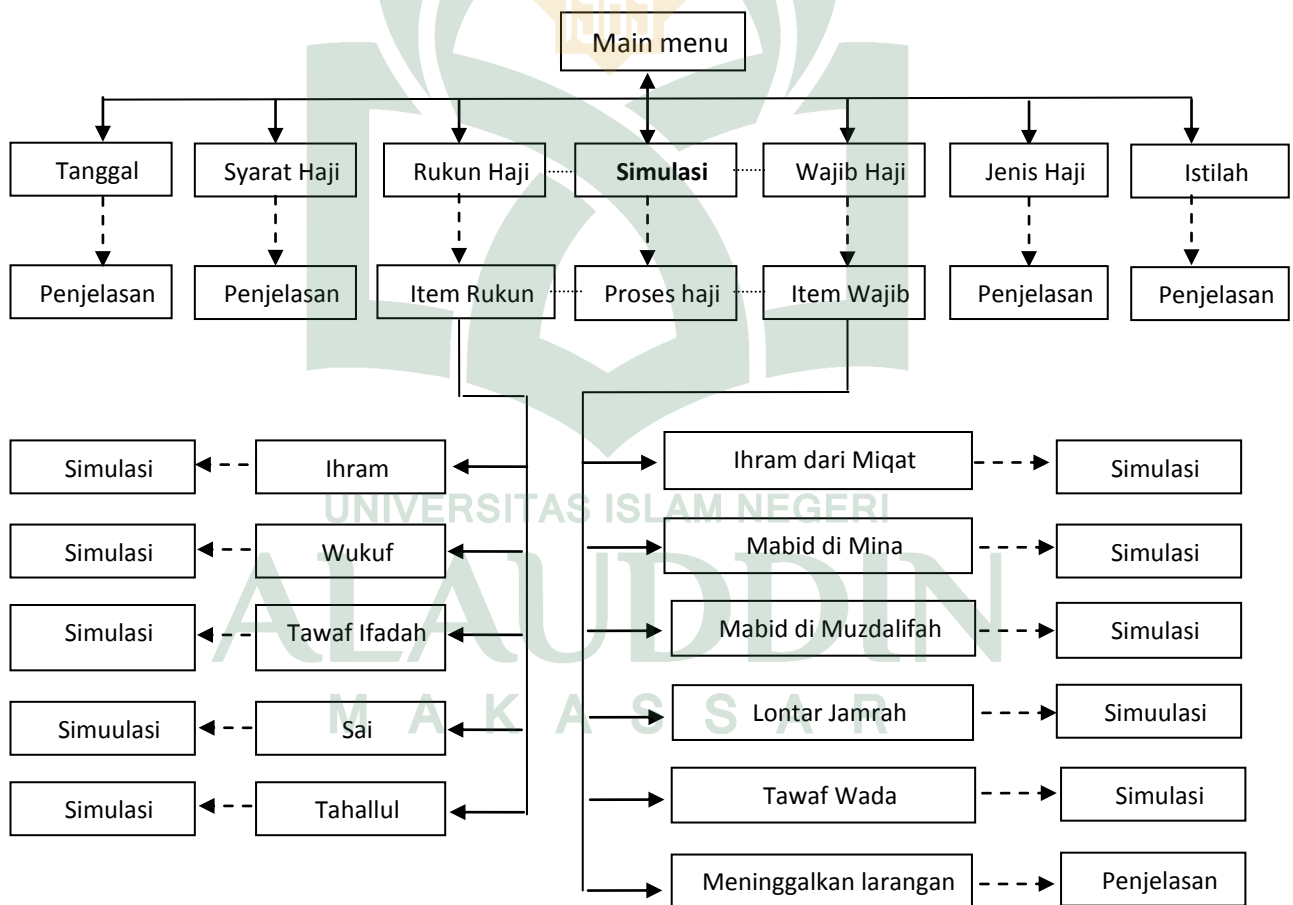 Main menu
Tanggal
Syarat Haji
Rukun Haji
Simulasi
Wajib Haji
Jenis Haji
Istilah
Penjelasan
Penjelasan
Item Rukun
Proses haji
Item Wajib
Penjelasan
Penjelasan
Simulasi
Ihram
Simulasi
Wukuf
Simulasi
Tawaf Ifadah
Simuulasi
Sai
Simulasi
Tahallul
Ihram dari Miqat
Simulasi
Mabid di Mina
Simulasi
Mabid di Muzdalifah
Simulasi
Lontar Jamrah
Simuulasi
Tawaf Wada
Simulasi
Meninggalkan larangan
Penjelasan
UNIVERSITAS ISLAM NEGERI
ALAUDDIN
MAKASSAR